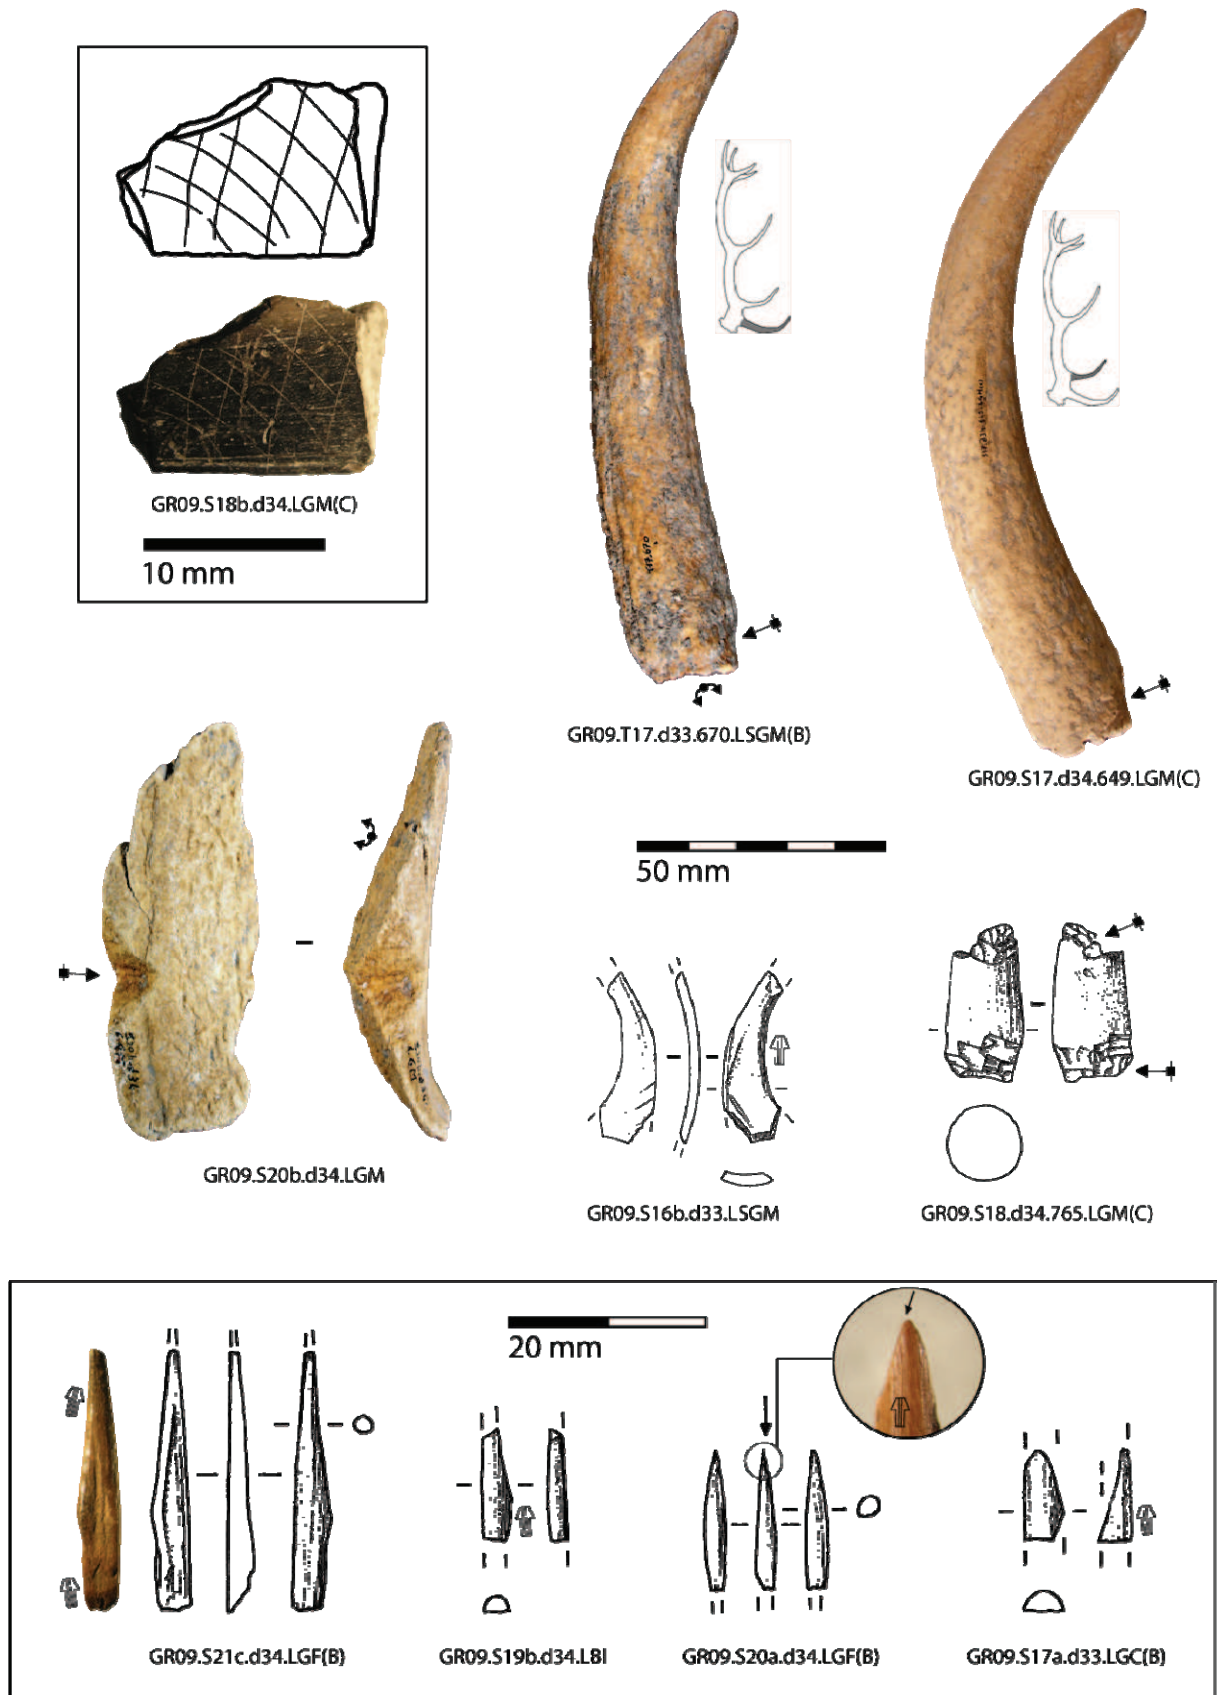 GR09.S18b.d34.LGM(C)
10 mm
GR09.T17.d33.670.LSGM(B)
GR09.S17.d34.649.LGM(C)
50 mm
GR09.S20b.d34.LGM
GR09.S16b.d33.LSGM
GR09.S18.d34.765.LGM(C)
20 mm
GR09.S21c.d34.LGF(B)
GR09.S19b.d34.LBI
GR09.S20a.d34.LGF(B)
GR09.S17a.d33.LGC(B)